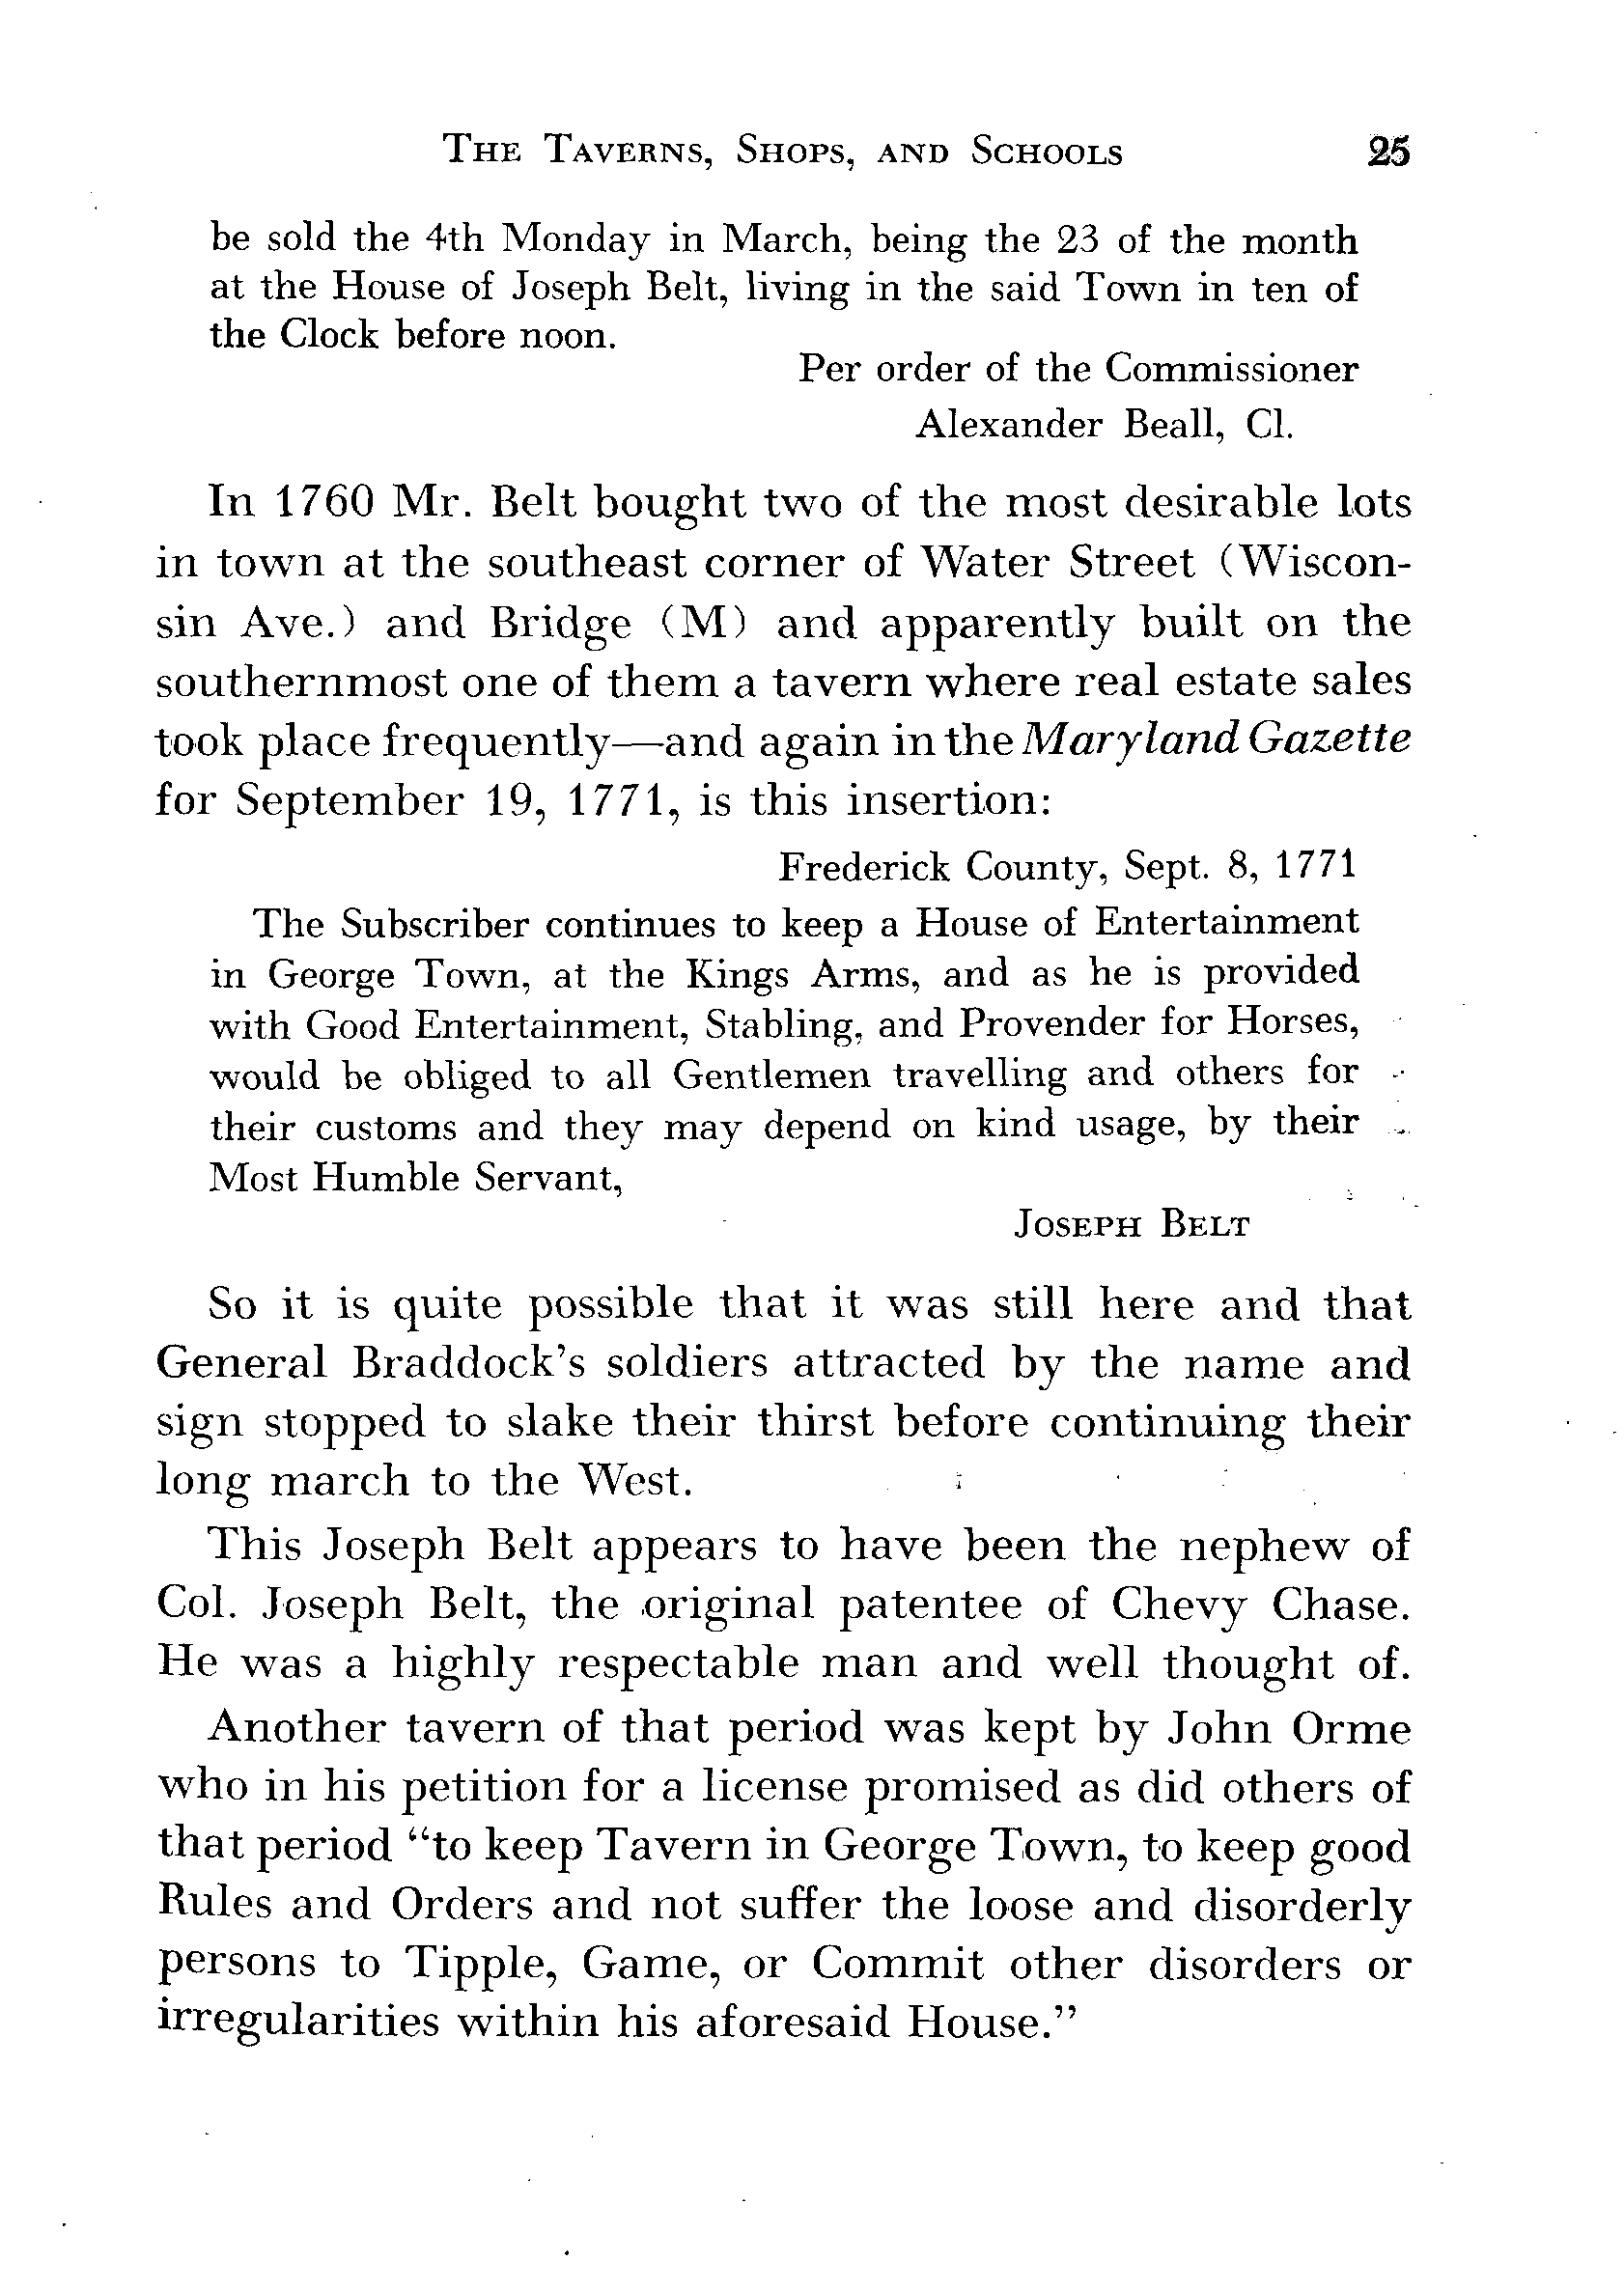 The Taverns, Shops, and Schools 25
be sold the 4th Monday in March, being the 23 of the month
at the House of Joseph Belt, living in the said Town in ten of
the Clock before noon.
Per order of the Commissioner
Alexander Beall, Cl.
In 1760 Mr. Belt bought two of the most desirable lots
in town at the southeast corner of Water Street (Wiscon-
sin Ave.) and Bridge (M) and apparently built on the
southernmost one of them a tavern where real estate sales
took place frequently—and again in the Maryland Gazette
for September 19, 1771, is this insertion:
Frederick County, Sept. 8, 1771
The Subscriber continues to keep a House of Entertainment
in George Town, at the Kings Arms, and as he is provided
with Good Entertainment, Stabling, and Provender for Horses,
would be obliged to all Gentlemen travelling and others for
their customs and they may depend on kind usage, by their
Most Humble Servant,
Joseph Belt
So it is quite possible that it was still here and that
General Braddock's soldiers attracted by the name and
sign stopped to slake their thirst before continuing their
long march to the West.
This Joseph Belt appears to have been the nephew of
Col. Joseph Belt, the original patentee of Chevy Chase.
He was a highly respectable man and well thought of.
Another tavern of that period was kept by John Orme
who in his petition for a license promised as did others of
that period "to keep Tavern in George Town, to keep good
Rules and Orders and not suffer the loose and disorderly
persons to Tipple, Game, or Commit other disorders or
irregularities within his aforesaid House."